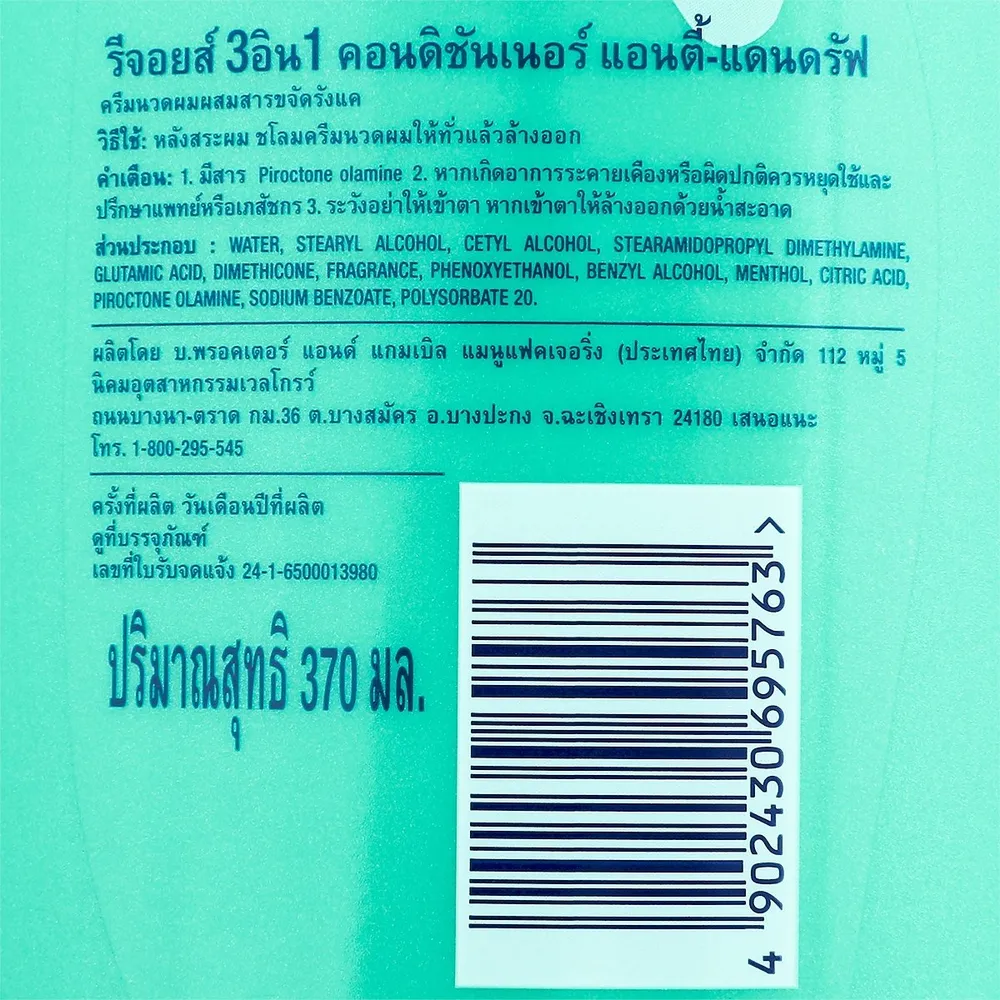 รีจอยส์ 3อิน1 คอนดิชันเนอร์ แอนตี้-แดนดรัฟ
ครีมนวดผมผสมสารขจัดรังแค
วิธีใช้: หลังสระผม ชโลมครีมนวดผมให้ทั่วแล้วล้างออก
คำเตือน: 1. มีสาร Piroctone olamine 2. หากเกิดอาการระคายเคืองหรือผิดปกติควรหยุดใช้และ
ปรึกษาแพทย์หรือเภสัชกร 3. ระวังอย่าให้เข้าตา หากเข้าตาให้ล้างออกด้วยน้ำสะอาด
ส่วนประกอบ : WATER, STEARYL ALCOHOL, CETYL ALCOHOL, STEARAMIDOPROPYL DIMETHYLAMINE,
GLUTAMIC ACID, DIMETHICONE, FRAGRANCE, PHENOXYETHANOL, BENZYL ALCOHOL, MENTHOL, CITRIC ACID,
PIROCTONE OLAMINE, SODIUM BENZOATE, POLYSORBATE 20.
ผลิตโดย บ.พรอคเตอร์ แอนด์ แกมเบิล แมนูแฟคเจอริ่ง (ประเทศไทย) จำกัด 112 หมู่ 5
นิคมอุตสาหกรรมเวลโกรว์
ถนนบางนา-ตราด กม.36 ต.บางสมัคร อ.บางปะกง จ.ฉะเชิงเทรา 24180 เสนอแนะ
โทร. 1-800-295-545
ครั้งที่ผลิต วันเดือนปีที่ผลิต
ดูที่บรรจุภัณฑ์
เลขที่ใบรับจดแจ้ง 24-1-6500013980
ปริมาณสุทธิ 370 มล.
4 902430 695763 >